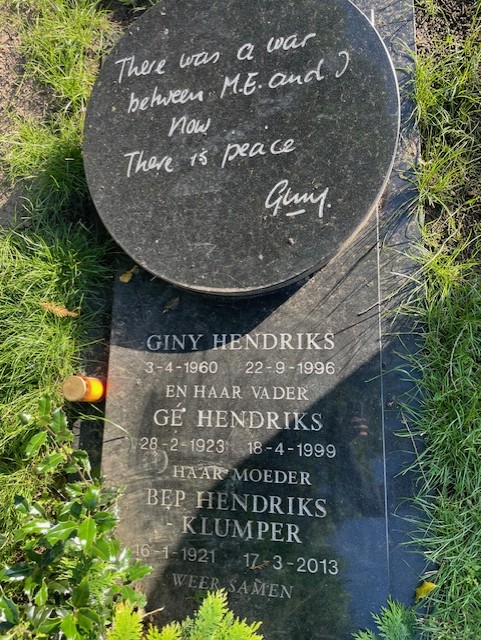 There was a war
between M.E. and I
Now
There is peace
Giny.
GINY HENDRIKS
3-4-1960 22-9-1996
EN HAAR VADER
GÉ HENDRIKS
28-2-1923 18-4-1999
HAAR MOEDER
BEP HENDRIKS
-KLUMPER
16-1-1921 17-3-2013
WEER SAMEN